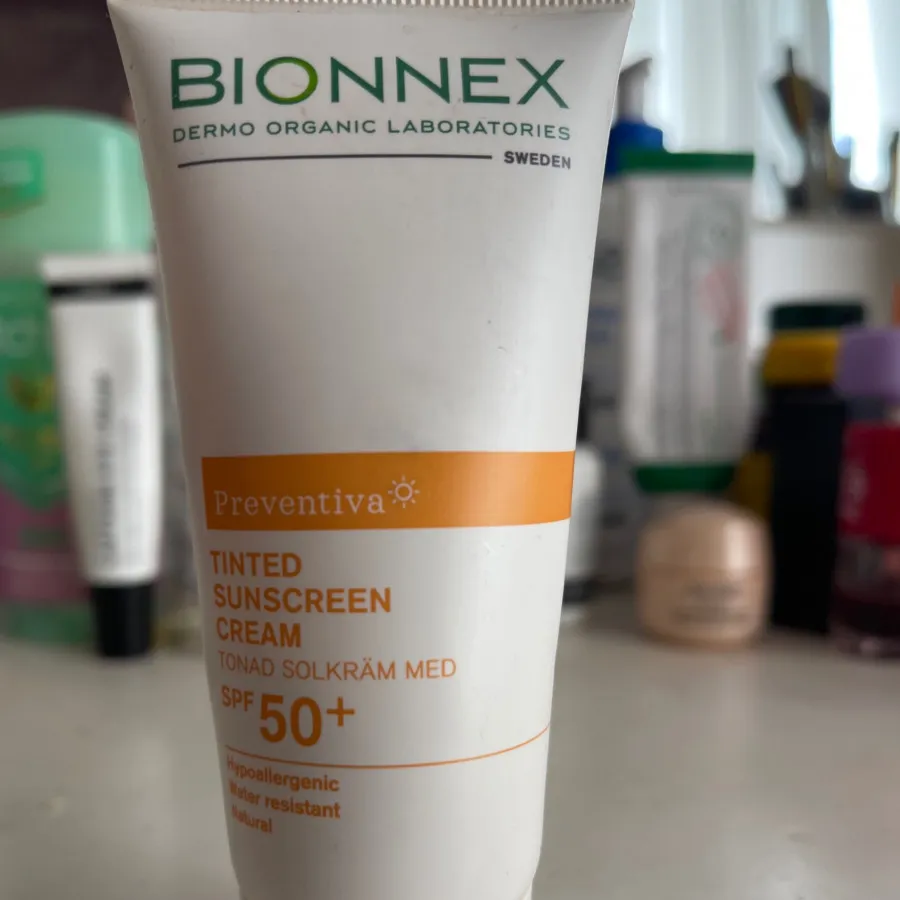 BIONNEX
DERMO ORGANIC LABORATORIES
SWEDEN
Preventiva
TINTED
SUNSCREEN
CREAM
TONAD SOLKRÄM MED
SPF 50+
Hypoallergenic
Water resistant
Natural